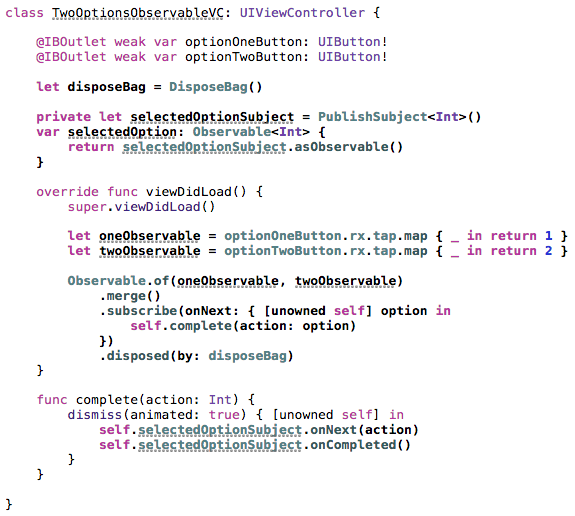 class TwoOptionsObservableVC: UIViewController {
@IBOutlet weak var optionOneButton: UIButton!
@IBOutlet weak var optionTwoButton: UIButton!
let disposeBag = DisposeBag()
private let selectedOptionSubject = PublishSubject<Int>()
var selectedOption: Observable<Int> {
return selectedOptionSubject.asObservable()
}
override func viewDidLoad() {
super.viewDidLoad()
let oneObservable = optionOneButton.rx.tap.map { _ in return 1 }
let twoObservable = optionTwoButton.rx.tap.map { _ in return 2 }
Observable.of(oneObservable, twoObservable)
.merge()
.subscribe(onNext: { [unowned self] option in
self.complete(action: option)
})
.disposed(by: disposeBag)
}
func complete(action: Int) {
dismiss(animated: true) { [unowned self] in
self.selectedOptionSubject.onNext(action)
self.selectedOptionSubject.onCompleted()
}
}
}